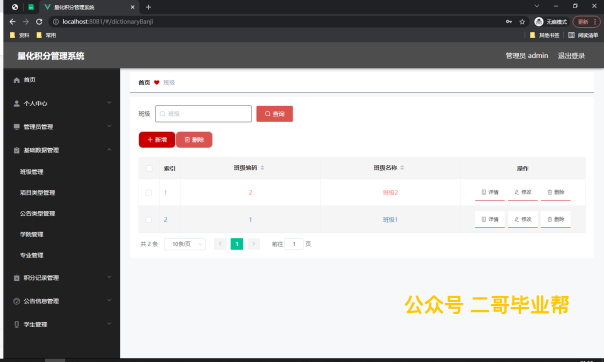 量化积分管理系统
localhost:8081/#/dictionaryBanji
无痕模式
更新
资料
常用
其他书签
阅读清单
量化积分管理系统
管理员 admin
退出登录
首页
个人中心
管理员管理
基础数据管理
班级管理
项目类型管理
公告类型管理
学院管理
专业管理
积分记录管理
公告信息管理
学生管理
首页 班级
班级 班级 查询
新增 删除
索引 班级编码 班级名称 操作
1 2 班级2 详情 修改 删除
2 1 班级1 详情 修改 删除
共 2 条 10条/页 1 前往 1 页
公众号 二哥毕业帮